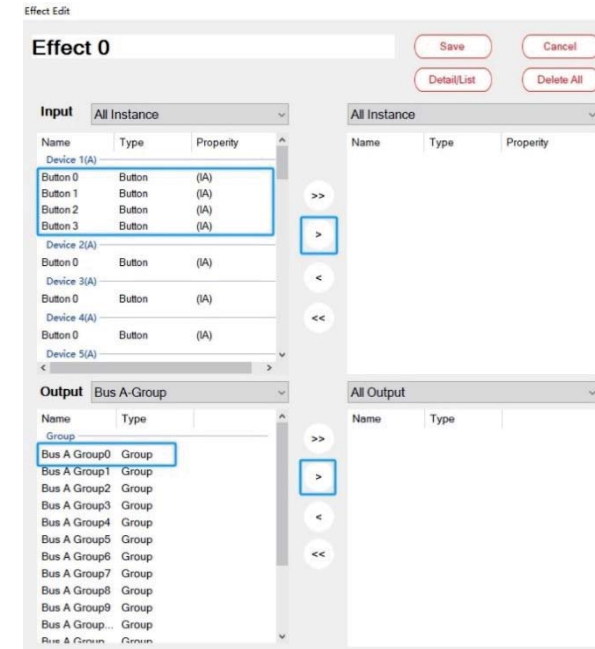 Effect Edit
Effect 0
Save Cancel
Detail/List Delete All
Input All Instance All Instance
Name Type Properity Name Type Properity
Device 1(A)
Button 0 Button (IA)
Button 1 Button (IA)
Button 2 Button (IA)
Button 3 Button (IA)
>>
>
Device 2(A)
Button 0 Button (IA)
Device 3(A)
<
Button 0 Button (IA)
Device 4(A)
<<
Button 0 Button (IA)
Device 5(A)
Output Bus A-Group All Output
Name Type Name Type
Group
>>
Bus A Group0 Group
Bus A Group1 Group
>
Bus A Group2 Group
Bus A Group3 Group
Bus A Group4 Group
<
Bus A Group5 Group
Bus A Group6 Group
<<
Bus A Group7 Group
Bus A Group8 Group
Bus A Group9 Group
Bus A Group... Group
Bus A Group Group